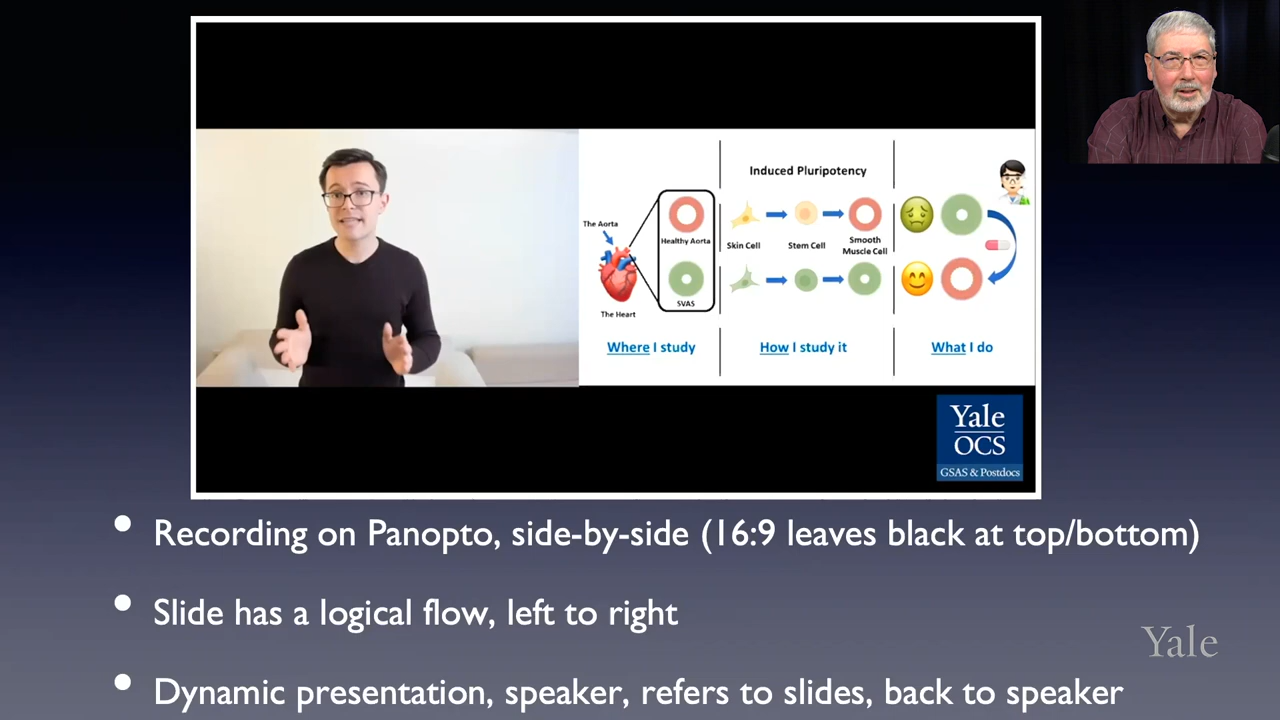 Induced Pluripotency
The Aorta
Healthy Aorta
SVAS
The Heart
Skin Cell
Stem Cell
Smooth
Muscle Cell
Where I study
How I study it
What I do
Yale
OCS
GSAS & Postdocs
• Recording on Panopto, side-by-side (16:9 leaves black at top/bottom)
• Slide has a logical flow, left to right
• Dynamic presentation, speaker, refers to slides, back to speaker
Yale